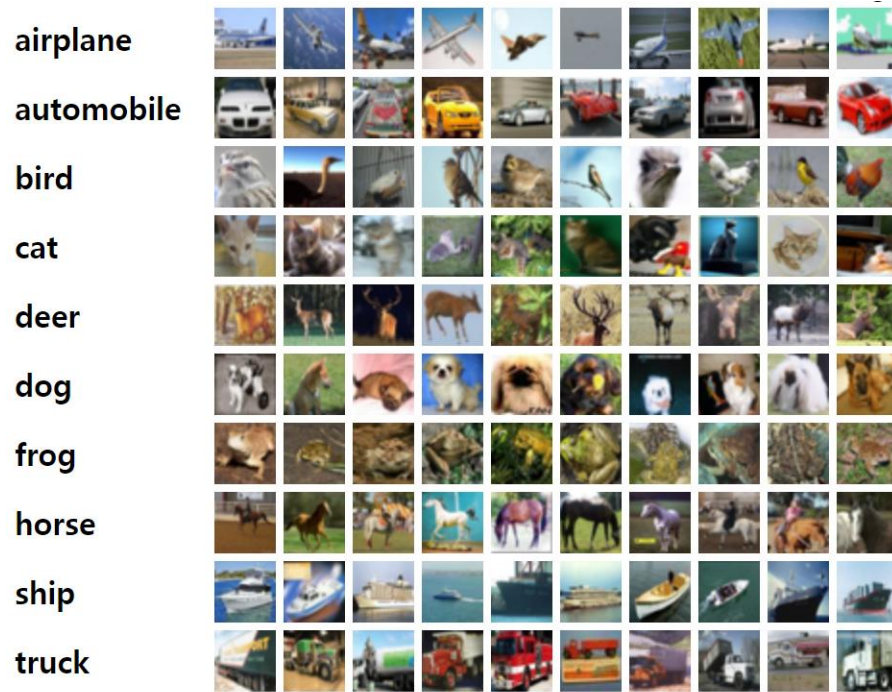 airplane
automobile
bird
cat
deer
dog
frog
horse
ship
truck